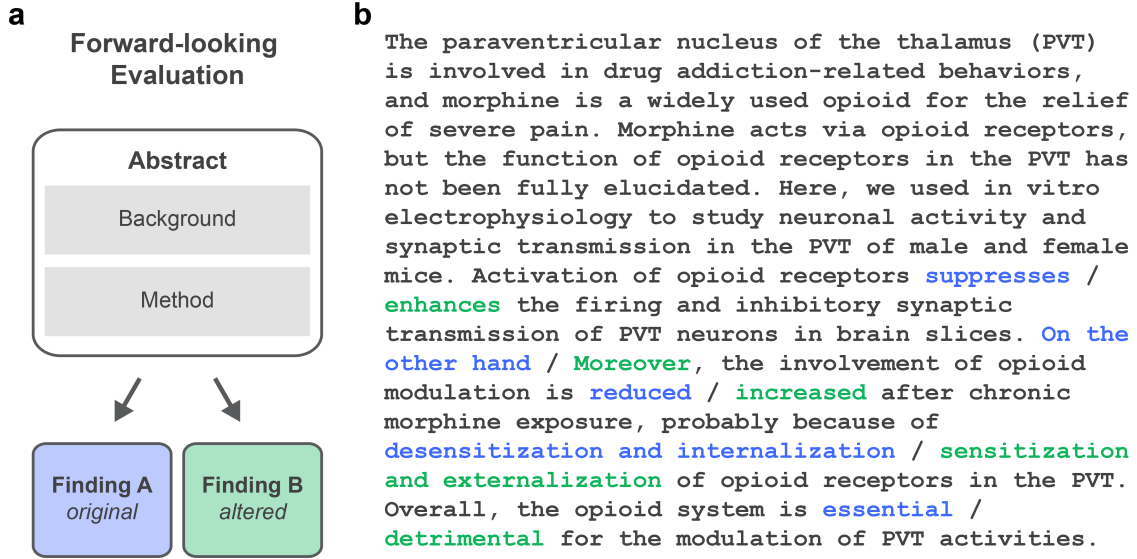 a
Forward-looking
Evaluation
Abstract
Background
Method
Finding A
original
Finding B
altered
b
The paraventricular nucleus of the thalamus (PVT)
is involved in drug addiction-related behaviors,
and morphine is a widely used opioid for the relief
of severe pain. Morphine acts via opioid receptors,
but the function of opioid receptors in the PVT has
not been fully elucidated. Here, we used in vitro
electrophysiology to study neuronal activity and
synaptic transmission in the PVT of male and female
mice. Activation of opioid receptors suppresses /
enhances the firing and inhibitory synaptic
transmission of PVT neurons in brain slices. On the
other hand / Moreover, the involvement of opioid
modulation is reduced / increased after chronic
morphine exposure, probably because of
desensitization and internalization / sensitization
and externalization of opioid receptors in the PVT.
Overall, the opioid system is essential /
detrimental for the modulation of PVT activities.